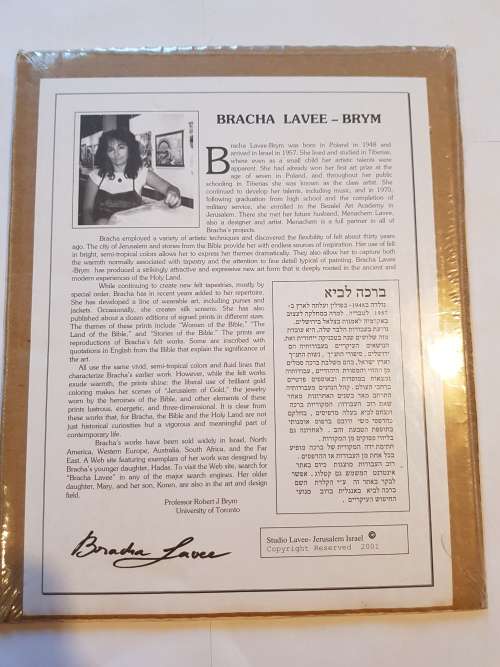 BRACHA LAVEE – BRYM
Bracha Lavee-Brym was born in Poland in 1948 and
arrived in Israel in 1957. She lived and studied in Tiberias,
where even as a small child her artistic talents were
apparent. She had already won her first art prize at the
age of seven in Poland, and throughout her public
schooling in Tiberias she was known as the class artist. She
continued to develop her talents, including music, and in 1970,
following graduation from high school and the completion of
military service, she enrolled in the Bezalel Art Academy in
Jerusalem. There she met her future husband, Menachem Lavee,
also a designer and artist. Menachem is a full partner in all of
Bracha's projects.
Bracha employed a variety of artistic techniques and discovered the flexibility of felt about thirty years
ago. The city of Jerusalem and stories from the Bible provide her with endless sources of inspiration. Her use of felt
in bright, semi-tropical colors allows her to express her themes dramatically. They also allow her to capture both
the warmth normally associated with tapestry and the attention to fine detail typical of painting. Bracha Lavee
-Brym has produced a strikingly attractive and expressive new art form that is deeply rooted in the ancient and
modern experiences of the Holy Land.
While continuing to create new felt tapestries, mostly by
special order, Bracha has in recent years added to her repertoire.
She has developed a line of wearable art, including purses and
jackets. Occasionally, she creates silk screens. She has also
published about a dozen editions of signed prints in different sizes.
The themes of these prints include "Women of the Bible," "The
Land of the Bible," and "Stories of the Bible." The prints are
reproductions of Bracha's felt works. Some are inscribed with
quotations in English from the Bible that explain the significance of
the art.
All use the same vivid, semi-tropical colors and fluid lines that
characterize Bracha's earlier work. However, while the felt works
exude warmth, the prints shine: the liberal use of brilliant gold
coloring makes her scenes of "Jerusalem of Gold," the jewelry
worn by the heroines of the Bible, and other elements of these
prints lustrous, energetic, and three-dimensional. It is clear from
these works that, for Bracha, the Bible and the Holy Land are not
just historical curiosities but a vigorous and meaningful part of
contemporary life.
Bracha's works have been sold widely in Israel, North
America, Western Europe, Australia, South Africa, and the Far
East. A Web site featuring exemplars of her work was designed by
Bracha's younger daughter, Hadas. To visit the Web site, search for
"Bracha Lavee" in any of the major search engines. Her older
daughter, Mary, and her son, Koren, are also in the art and design
field.
Professor Robert J Brym
University of Toronto
ברכה לביא
נולדה ב-1948 בפולין ועלתה לארץ ב-
1957 לטבריה. למדה במחלקה לעיצוב
באקדמיה לאמנות בצלאל בירושלים.
ירושלים, סיפורי התנ"ך, נשות התנ"ך
Bracha Lavee
Studio Lavee- Jerusalem Israel ©
Copyright Reserved 2001